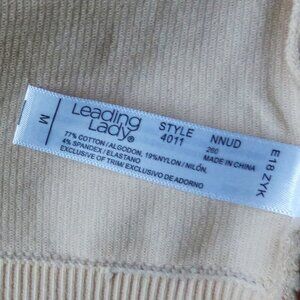 M
Leading
Lady®
STYLE
4011
NNUD
260
MADE IN CHINA
77% COTTON/ALGODON, 19%NYLON/NILÓN,
4% SPANDEX/ELASTANO
EXCLUSIVE OF TRIM/EXCLUSIVO DE ADORNO
E18ZYK